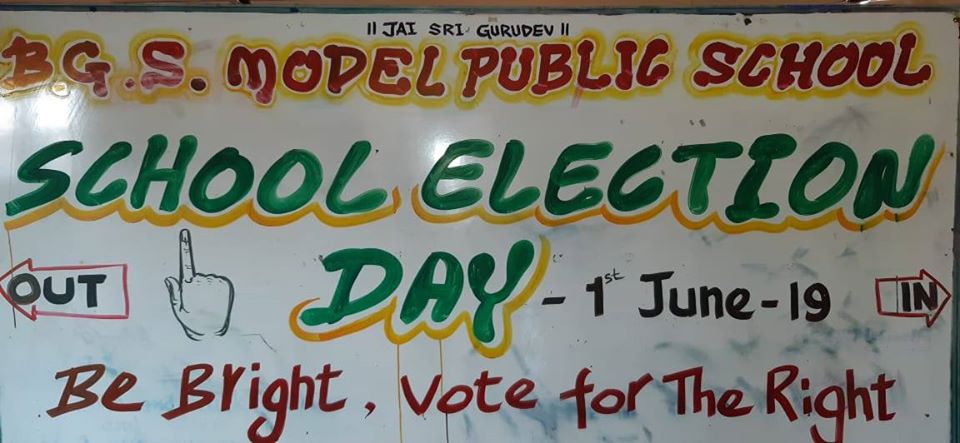 ॥ JAI SRI GURUDEV ॥
B.G.S. MODEL PUBLIC SCHOOL
SCHOOL ELECTION
DAY - 1st June-19
OUT
IN
Be Bright, Vote for The Right